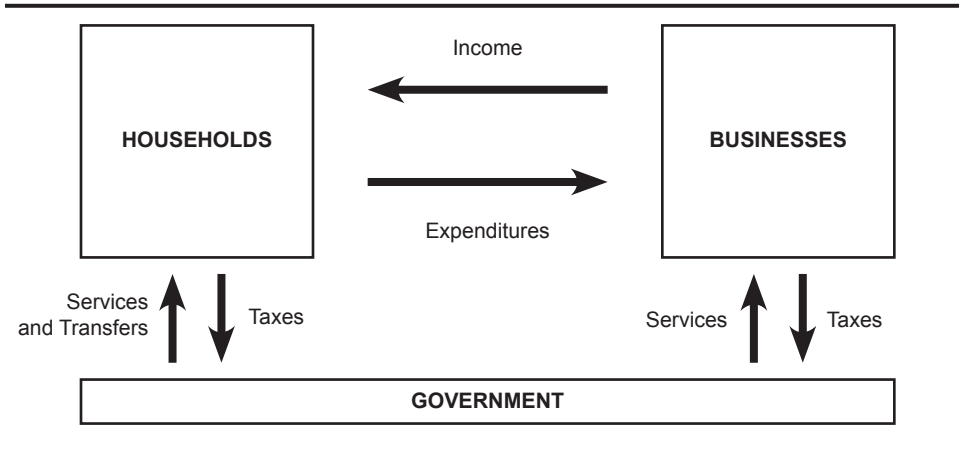 Income
HOUSEHOLDS
BUSINESSES
Expenditures
Services
and Transfers
Taxes
Services
Taxes
GOVERNMENT